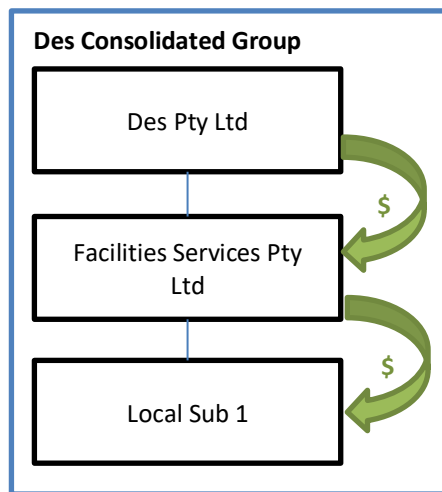 Des Consolidated Group
Des Pty Ltd
$
Facilities Services Pty
Ltd
$
Local Sub 1